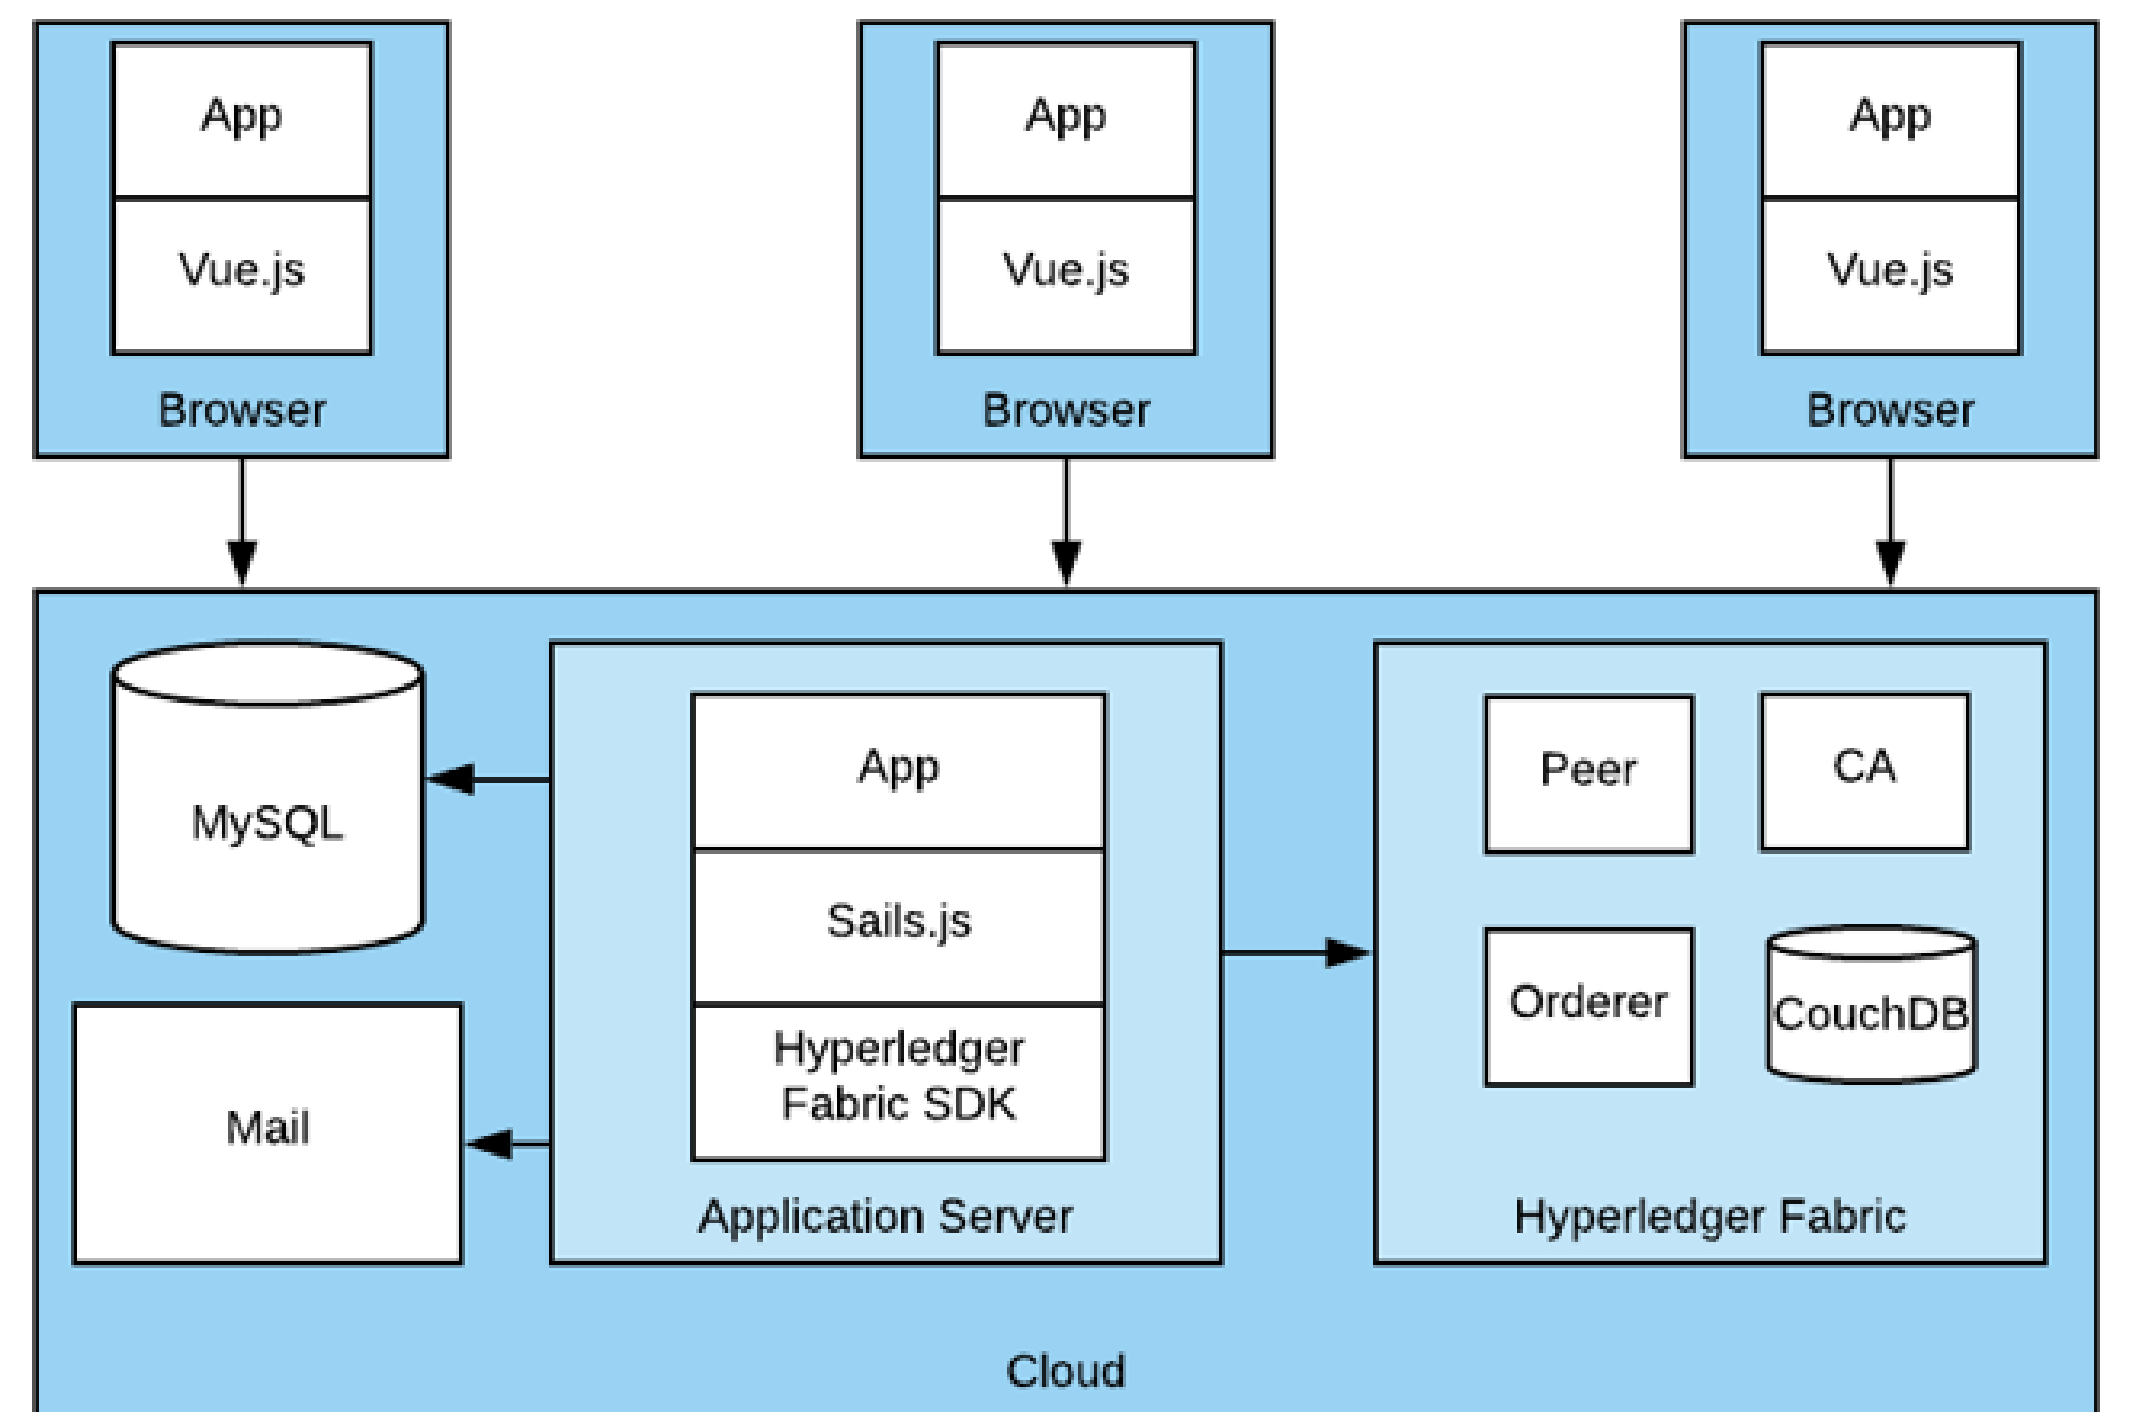 App
Vue.js
Browser
App
Vue.js
Browser
App
Vue.js
Browser
MySQL
Mail
App
Sails.js
Hyperledger
Fabric SDK
Application Server
Peer
CA
Orderer
CouchDB
Hyperledger Fabric
Cloud